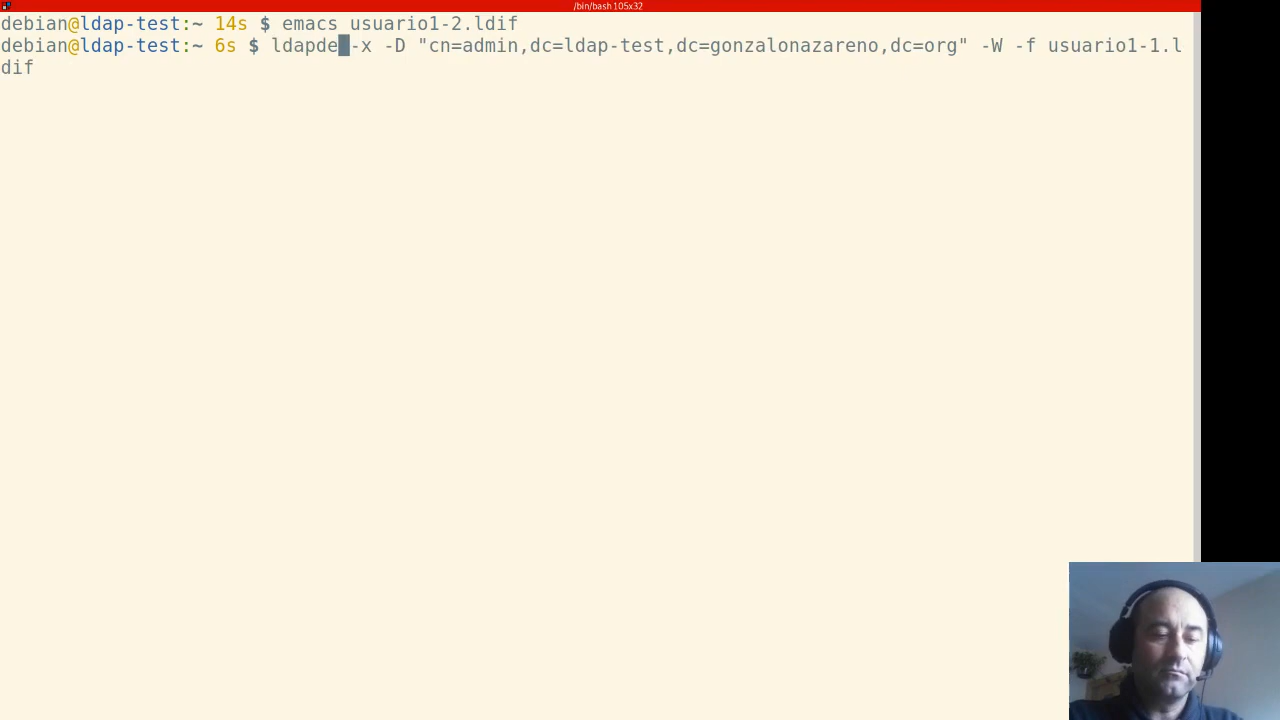 /bin/bash 105x32
debian@ldap-test:~ 14s $ emacs usuario1-2.ldif
debian@ldap-test:~ 6s $ ldapde -x -D "cn=admin,dc=ldap-test,dc=gonzalonazareno,dc=org" -W -f usuario1-1.l
dif